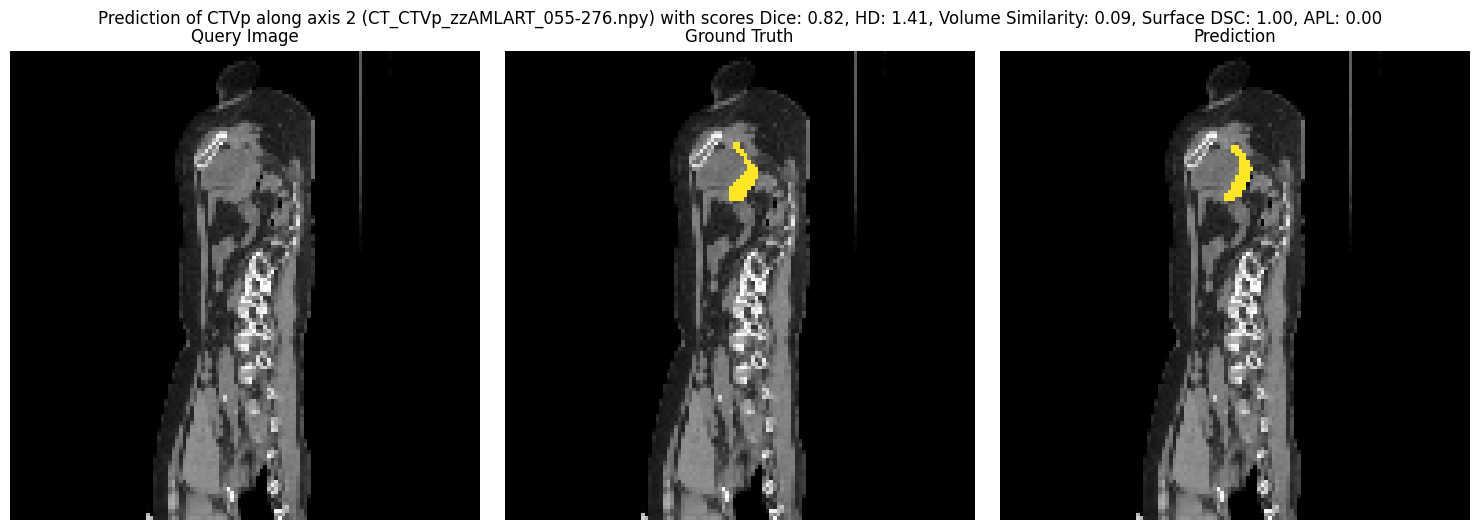 Prediction of CTVp along axis 2 (CT_CTVp_zzAMLART_055-276.npy) with scores Dice: 0.82, HD: 1.41, Volume Similarity: 0.09, Surface DSC: 1.00, APL: 0.00
Query Image
Ground Truth
Prediction